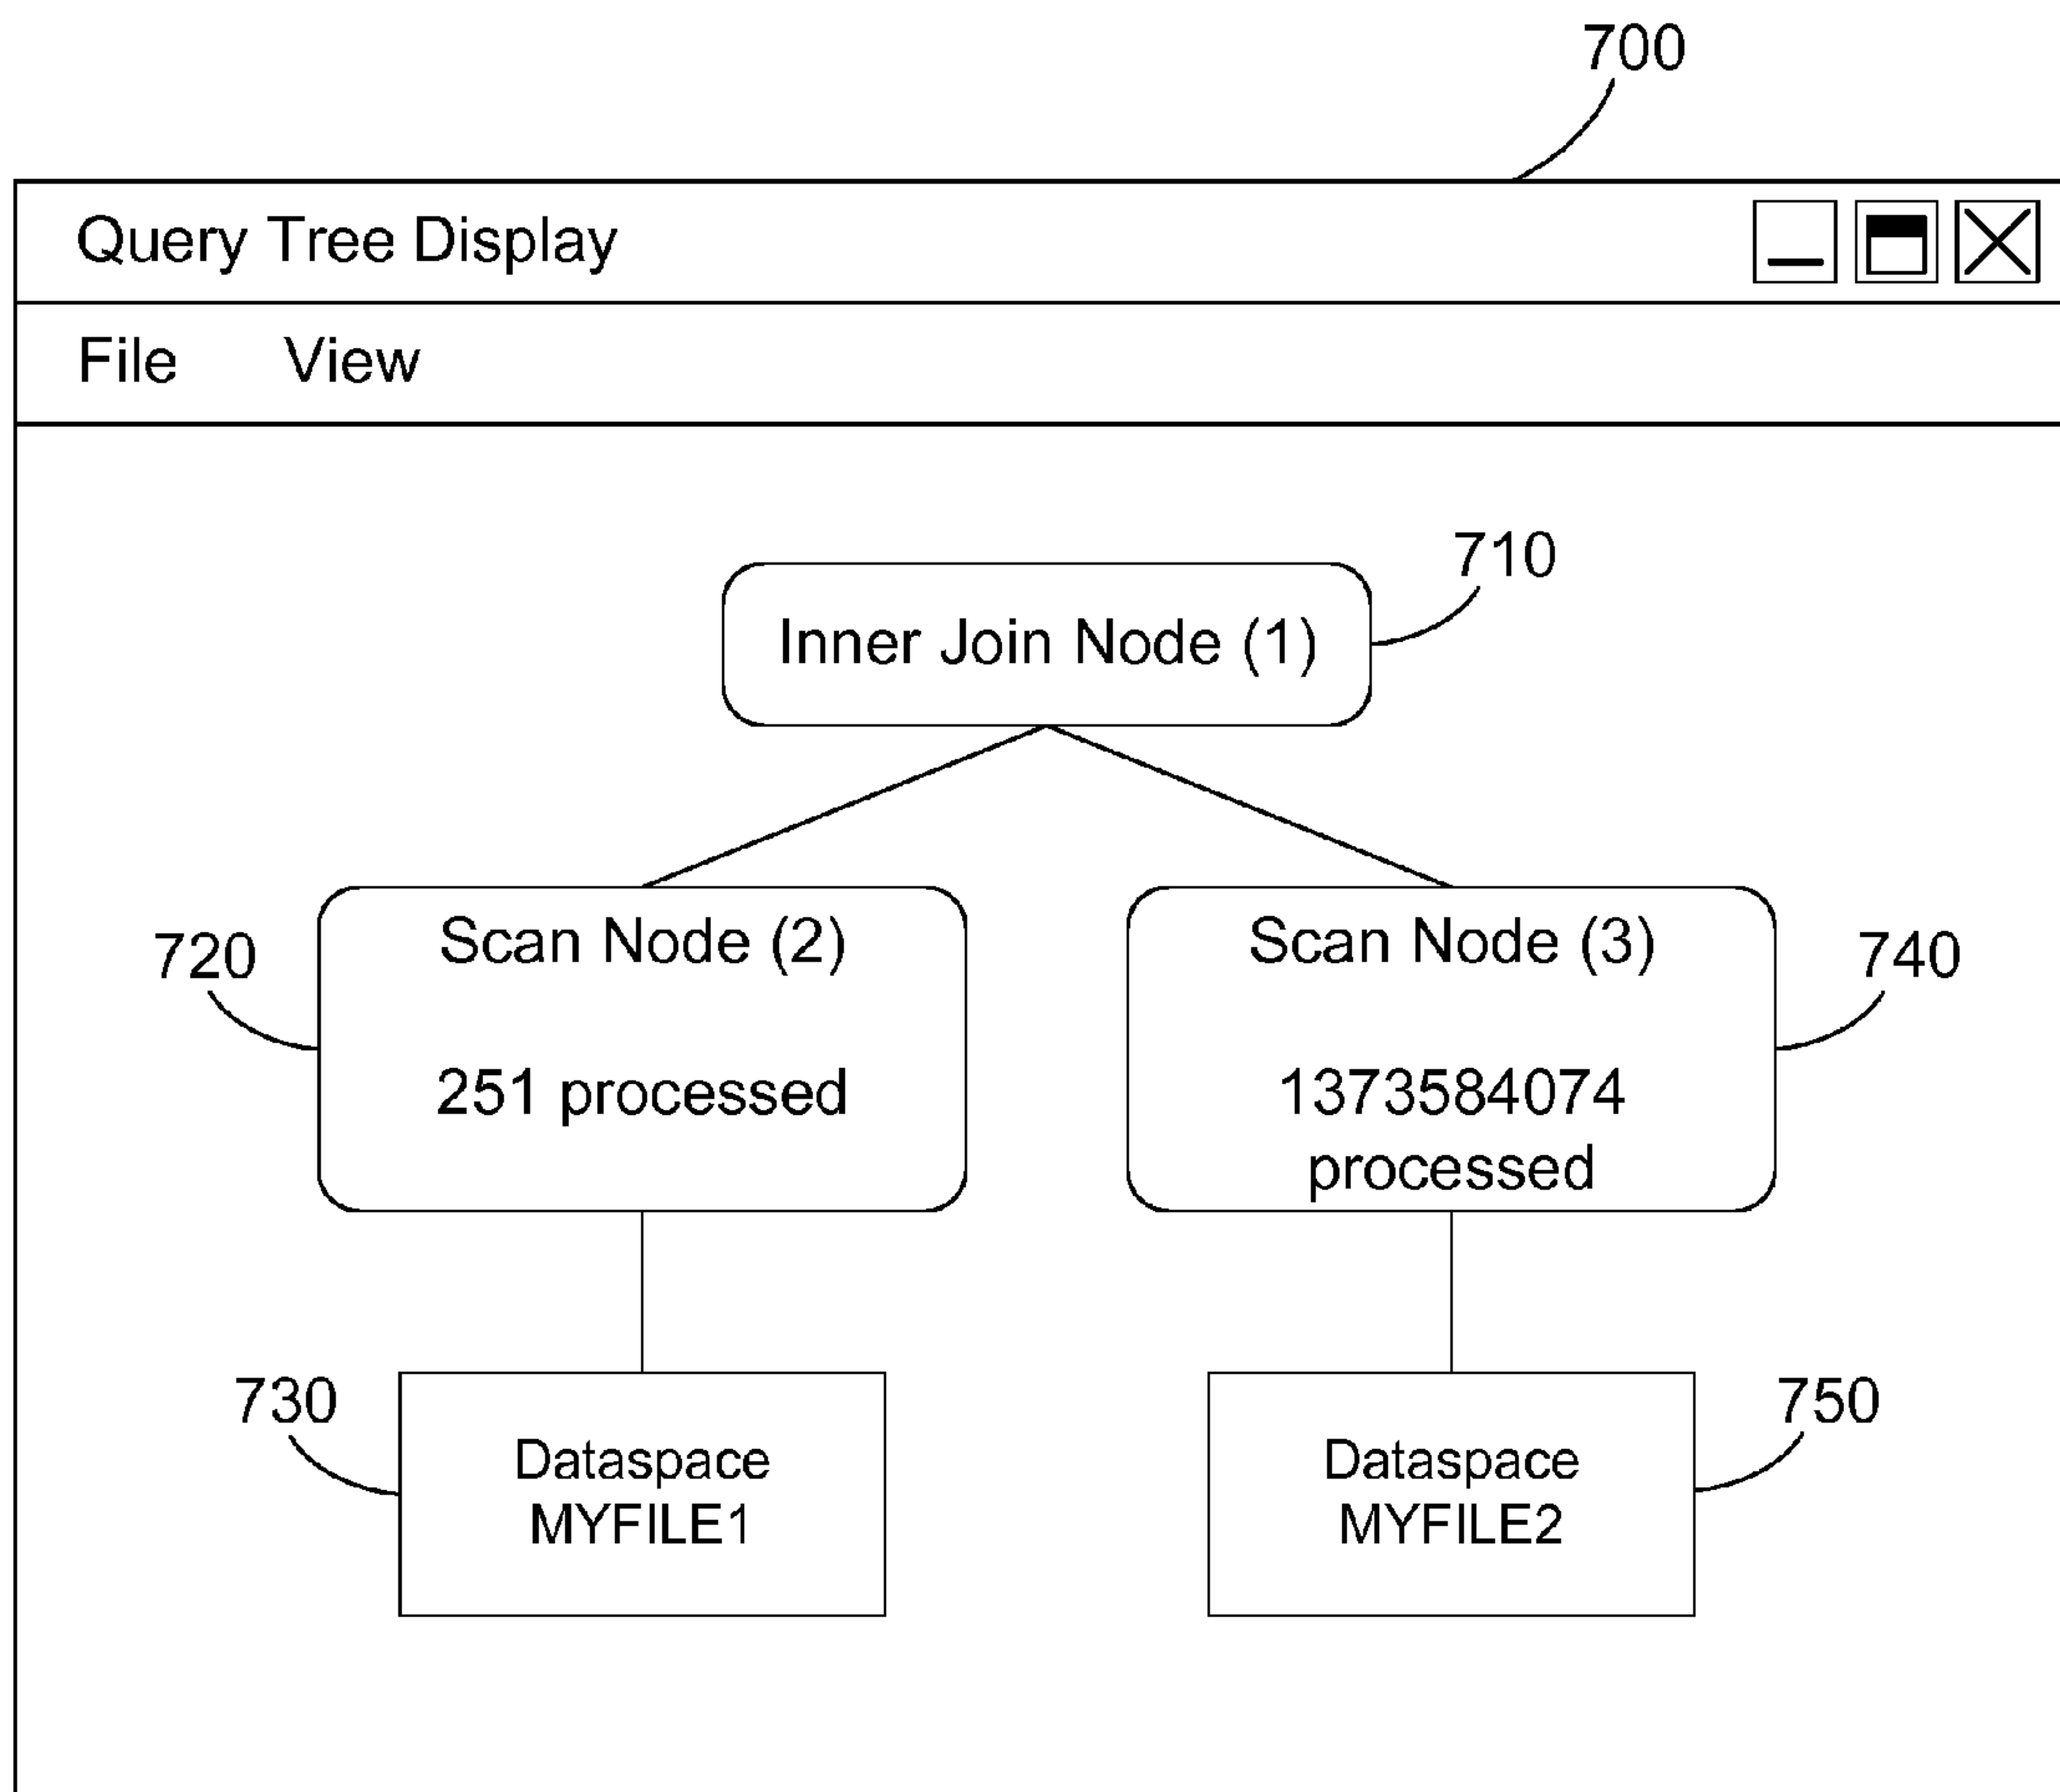 700
Query Tree Display
File View
710
Inner Join Node (1)
720
Scan Node (2)
251 processed
Scan Node (3)
1373584074
processed
740
730
Dataspace
MYFILE1
Dataspace
MYFILE2
750